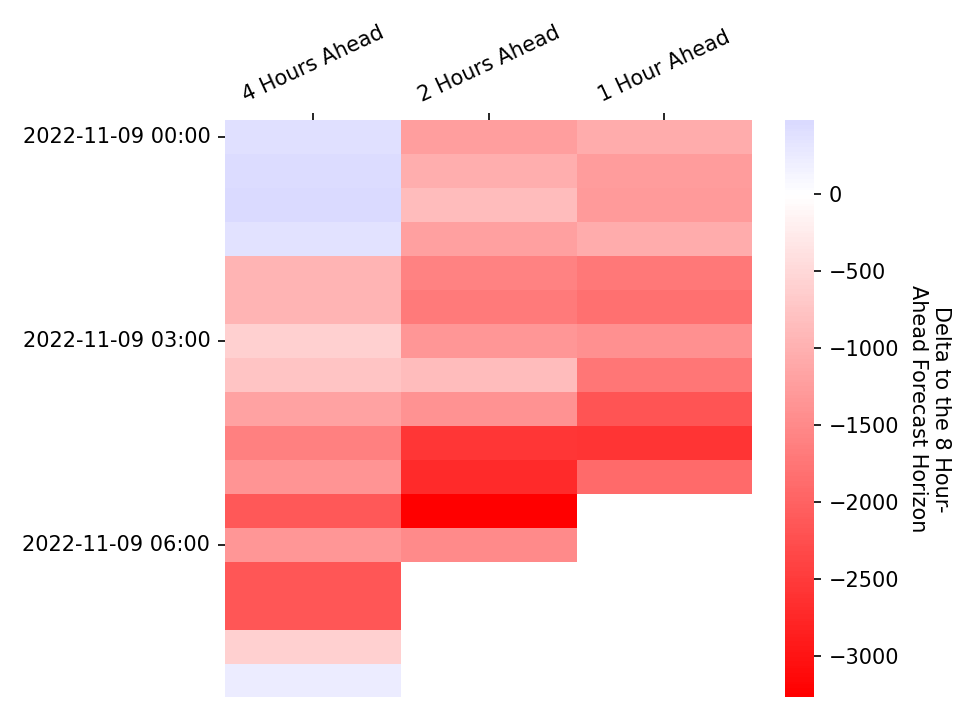 4 Hours Ahead
2 Hours Ahead
1 Hour Ahead
2022-11-09 00:00
2022-11-09 03:00
2022-11-09 06:00
0
−500
−1000
−1500
−2000
−2500
−3000
Delta to the 8 Hour-
Ahead Forecast Horizon